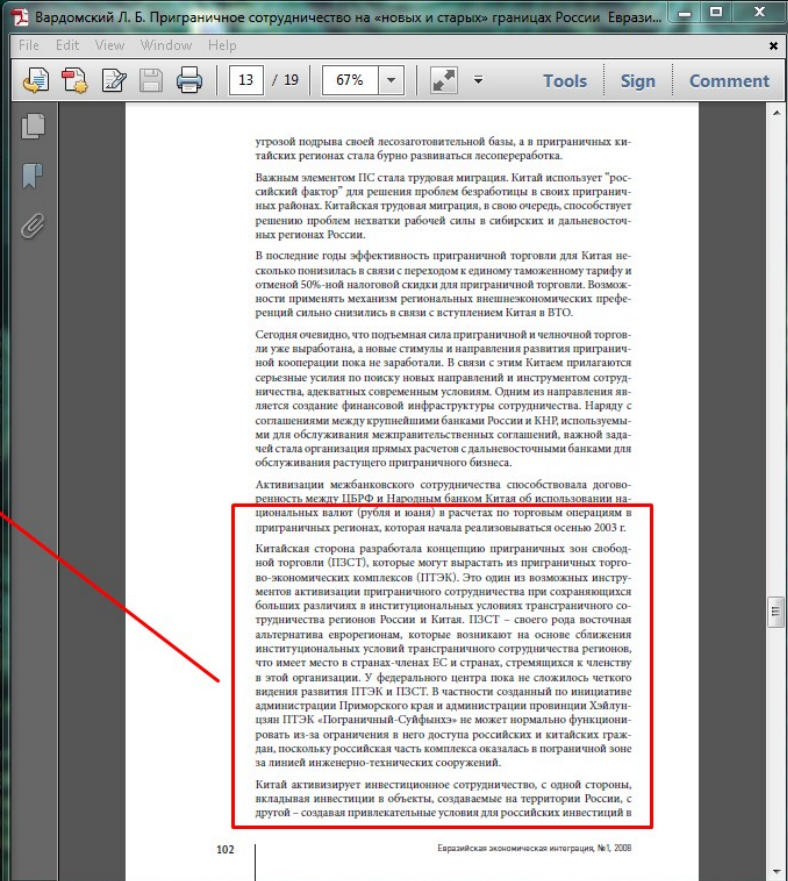 Вардомский Л. Б. Приграничное сотрудничество на «новых и старых» границах России Еврази...
File Edit View Window Help
13 / 19 67% Tools Sign Comment
угрозой подрыва своей лесозаготовительной базы, а в приграничных ки-
тайских регионах стала бурно развиваться лесопереработка.
Важным элементом ПС стала трудовая миграция. Китай использует "рос-
сийский фактор" для решения проблем безработицы в своих пригранич-
ных районах. Китайская трудовая миграция, в свою очередь, способствует
решению проблем нехватки рабочей силы в сибирских и дальневосточ-
ных регионах России.
В последние годы эффективность приграничной торговли для Китая не-
сколько понизилась в связи с переходом к единому таможенному тарифу и
отменой 50%-ной налоговой скидки для приграничной торговли. Возмож-
ности применять механизм региональных внешнеэкономических префе-
ренций сильно снизились в связи с вступлением Китая в ВТО.
Сегодня очевидно, что подъемная сила приграничной и челночной торгов-
ли уже выработана, а новые стимулы и направления развития пригранич-
ной кооперации пока не заработали. В связи с этим Китаем прилагаются
серьезные усилия по поиску новых направлений и инструментом сотруд-
ничества, адекватных современным условиям. Одним из направления яв-
ляется создание финансовой инфраструктуры сотрудничества. Наряду с
соглашениями между крупнейшими банками России и КНР, используемы-
ми для обслуживания межправительственных соглашений, важной зада-
чей стала организация прямых расчетов с дальневосточными банками для
обслуживания растущего приграничного бизнеса.
Активизации межбанковского сотрудничества способствовала догово-
ренность между ЦБРФ и Народным банком Китая об использовании на-
циональных валют (рубля и юаня) в расчетах по торговым операциям в
приграничных регионах, которая начала реализовываться осенью 2003 г.
Китайская сторона разработала концепцию приграничных зон свобод-
ной торговли (ПЗСТ), которые могут вырастать из приграничных торго-
во-экономических комплексов (ПТЭК). Это один из возможных инстру-
ментов активизации приграничного сотрудничества при сохраняющихся
больших различиях в институциональных условиях трансграничного со-
трудничества регионов России и Китая. ПЗСТ – своего рода восточная
альтернатива еврорегионам, которые возникают на основе сближения
институциональных условий трансграничного сотрудничества регионов,
что имеет место в странах-членах ЕС и странах, стремящихся к членству
в этой организации. У федерального центра пока не сложилось четкого
видения развития ПТЭК и ПЗСТ. В частности созданный по инициативе
администрации Приморского края и администрации провинции Хэйлун-
цзян ПТЭК «Пограничный-Суйфынхэ» не может нормально функциони-
ровать из-за ограничения в него доступа российских и китайских граж-
дан, поскольку российская часть комплекса оказалась в пограничной зоне
за линией инженерно-технических сооружений.
Китай активизирует инвестиционное сотрудничество, с одной стороны,
вкладывая инвестиции в объекты, создаваемые на территории России, с
другой – создавая привлекательные условия для российских инвестиций в
102 Евразийская экономическая интеграция, №1, 2008